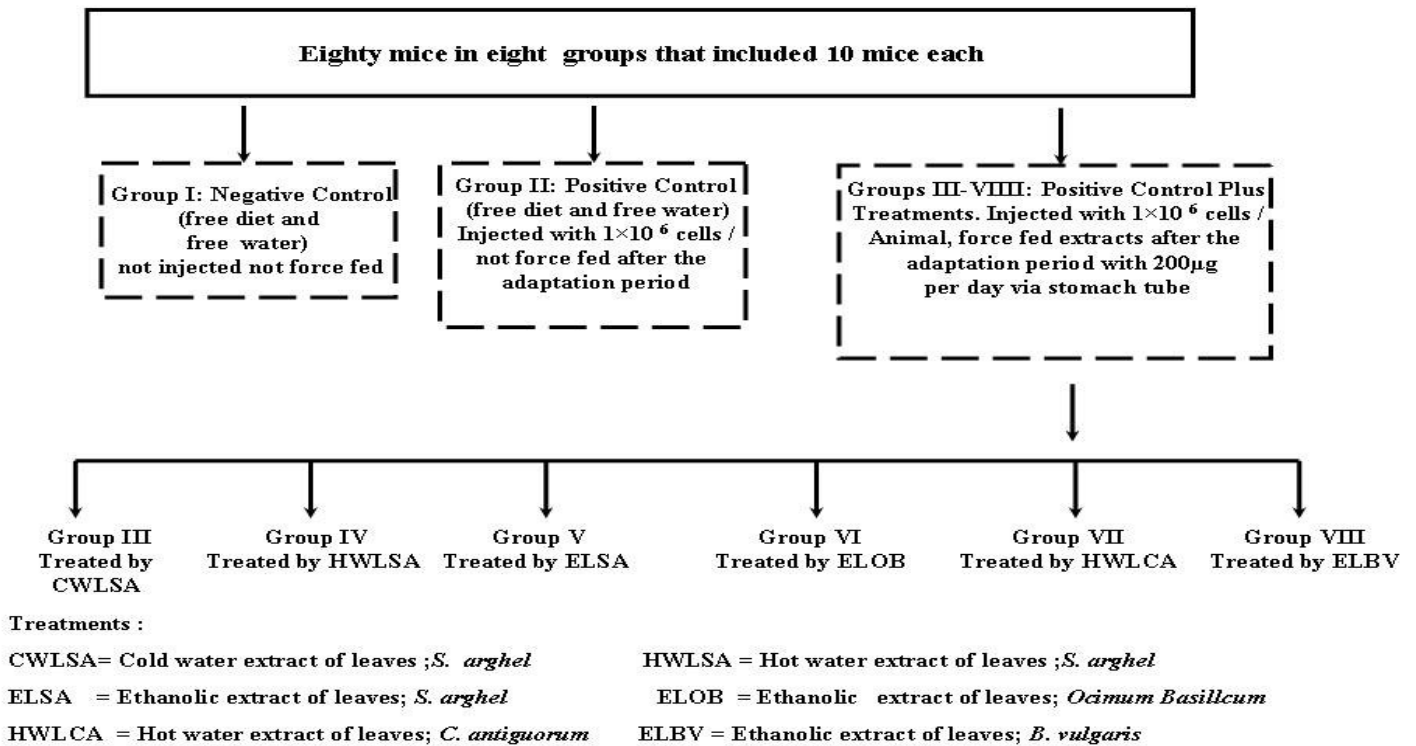 Eighty mice in eight groups that included 10 mice each
Group I: Negative Control
(free diet and
free water)
not injected not force fed
Group II: Positive Control
(free diet and free water)
Injected with 1×10 ⁶ cells /
not force fed after the
adaptation period
Groups III-VIIII: Positive Control Plus
Treatments. Injected with 1×10 ⁶ cells /
Animal, force fed extracts after the
adaptation period with 200µg
per day via stomach tube
Group III
Treated by
CWLSA
Group IV
Treated by HWLSA
Group V
Treated by ELSA
Group VI
Treated by ELOB
Group VII
Treated by HWLCA
Group VIII
Treated by ELBV
Treatments :
CWLSA= Cold water extract of leaves ;S. arghel
HWLSA = Hot water extract of leaves ;S. arghel
ELSA = Ethanolic extract of leaves; S. arghel
ELOB = Ethanolic extract of leaves; Ocimum Basillcum
HWLCA = Hot water extract of leaves; C. antiguorum
ELBV = Ethanolic extract of leaves; B. vulgaris